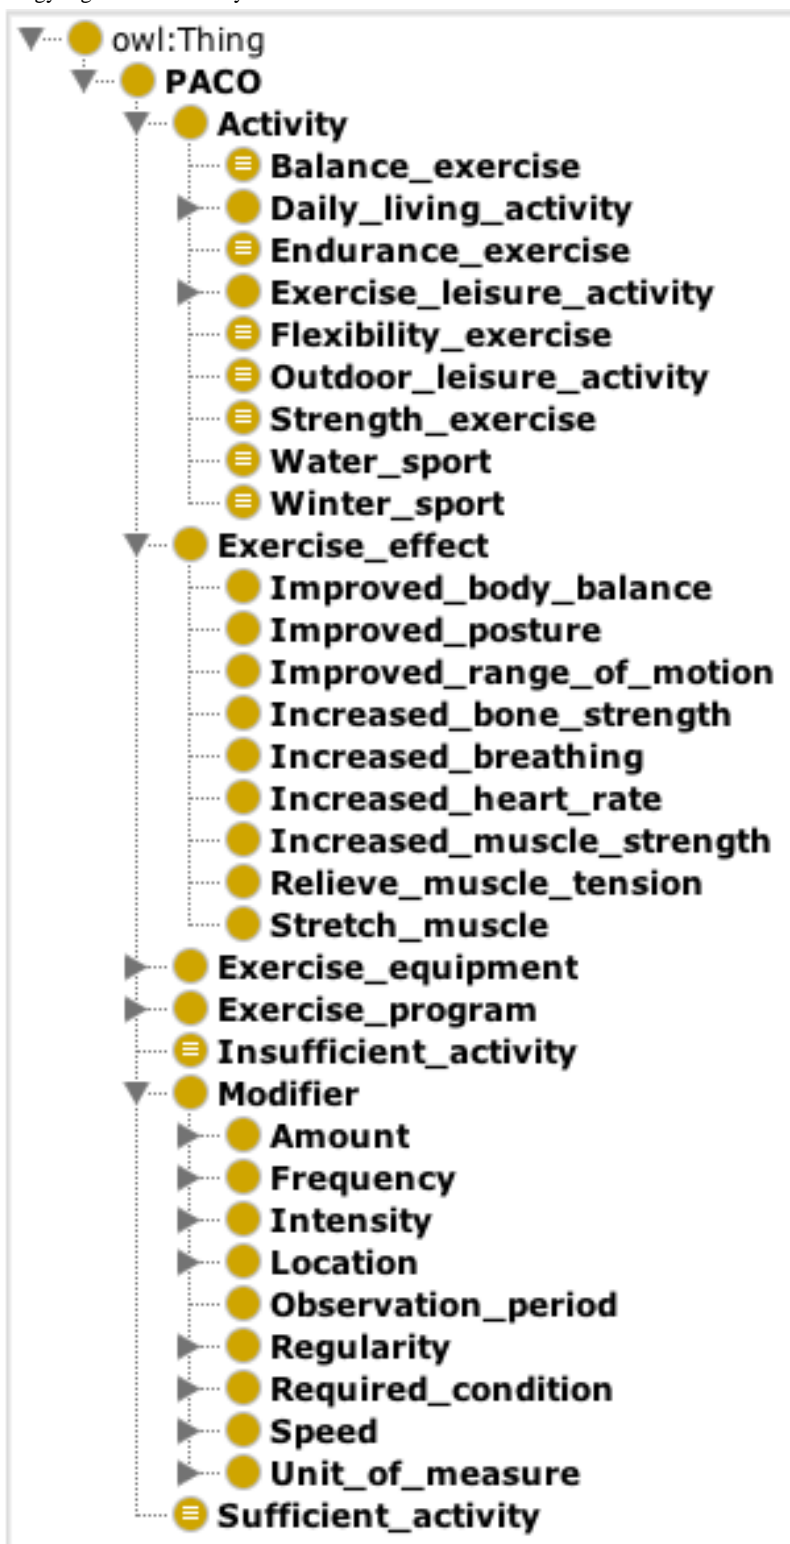 owl:Thing
PACO
Activity
Balance_exercise
Daily_living_activity
Endurance_exercise
Exercise_leisure_activity
Flexibility_exercise
Outdoor_leisure_activity
Strength_exercise
Water_sport
Winter_sport
Exercise_effect
Improved_body_balance
Improved_posture
Improved_range_of_motion
Increased_bone_strength
Increased_breathing
Increased_heart_rate
Increased_muscle_strength
Relieve_muscle_tension
Stretch_muscle
Exercise_equipment
Exercise_program
Insufficient_activity
Modifier
Amount
Frequency
Intensity
Location
Observation_period
Regularity
Required_condition
Speed
Unit_of_measure
Sufficient_activity